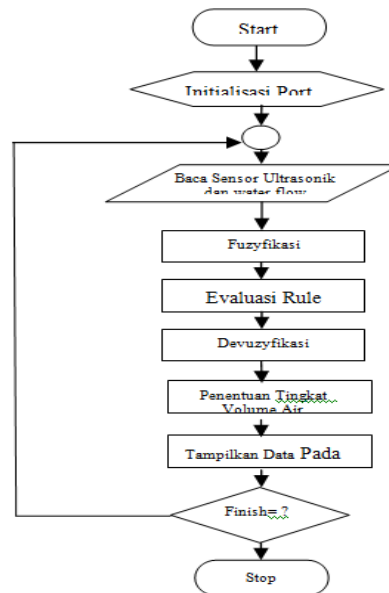 Start
Initialisasi Port
Baca Sensor Ultrasonik
dan water flow
Fuzyfikasi
Evaluasi Rule
Devuzyfikasi
Penentuan Tingkat
Volume Air
Tampilkan Data Pada
Finish= ?
Stop